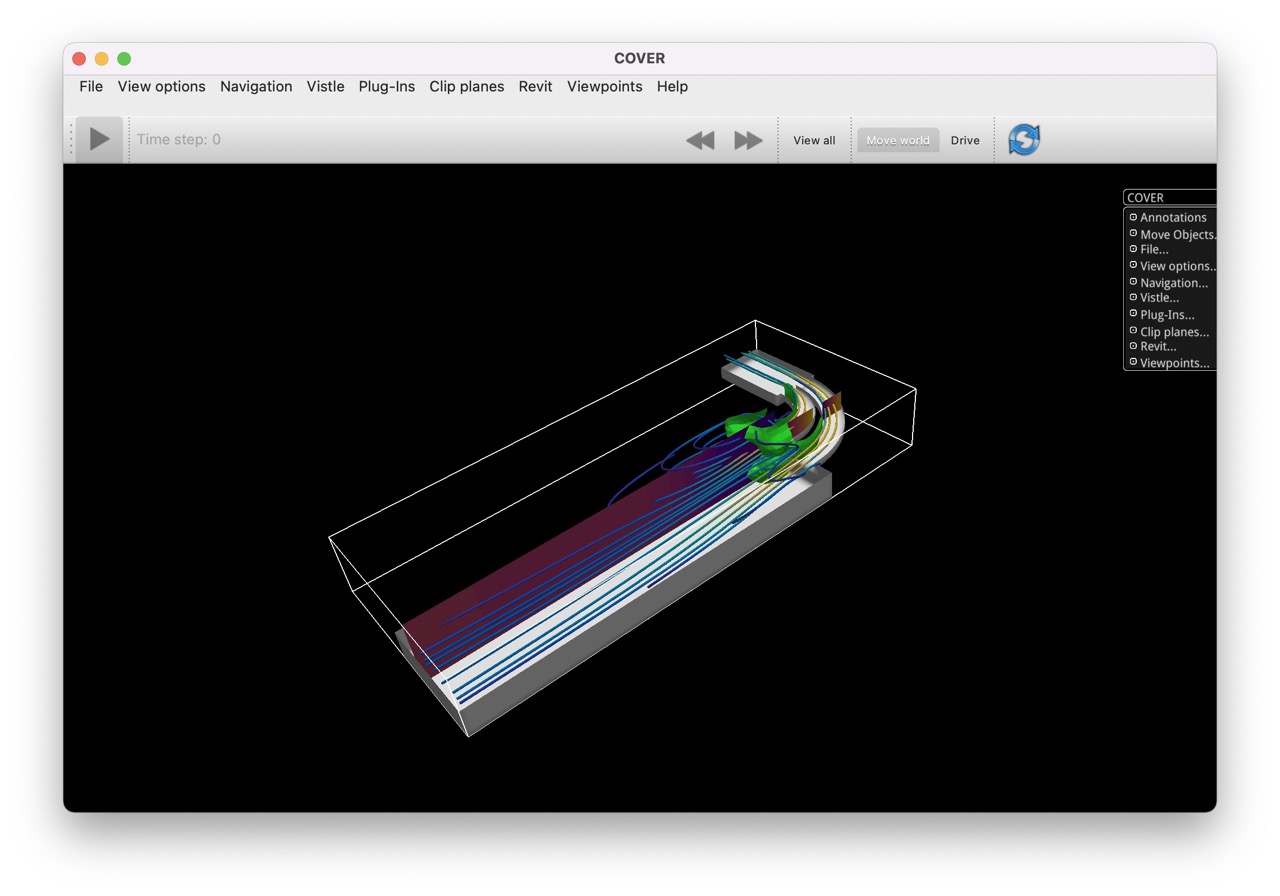 COVER
File View options Navigation Vistle Plug-Ins Clip planes Revit Viewpoints Help
Time step: 0 View all Move world Drive
COVER
Annotations
Move Objects...
File...
View options...
Navigation...
Vistle...
Plug-Ins...
Clip planes...
Revit...
Viewpoints...